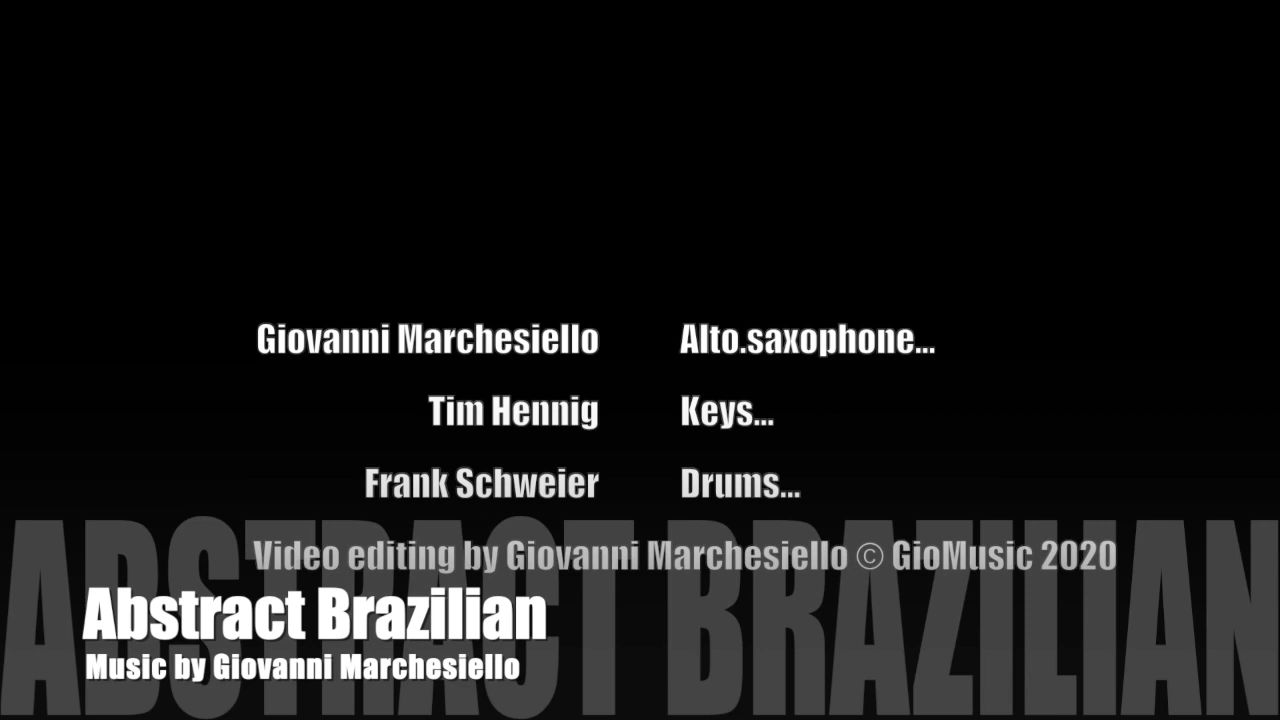 Giovanni Marchesiello Alto.saxophone...
Tim Hennig Keys...
Frank Schweier Drums...
ABSTRACT BRAZILIAN
Video editing by Giovanni Marchesiello © GioMusic 2020
Abstract Brazilian
Music by Giovanni Marchesiello